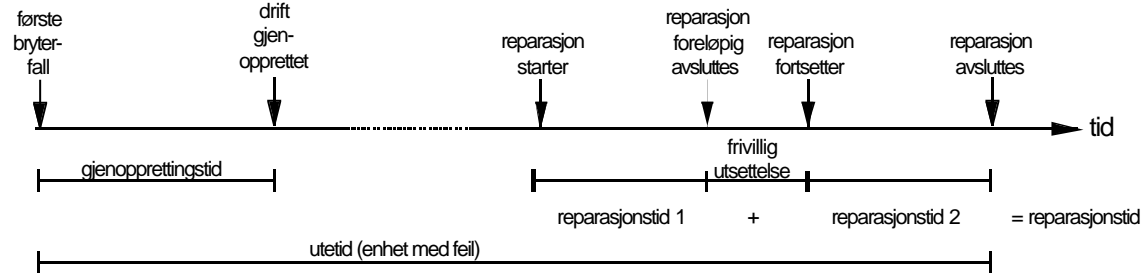 første
bryter-
fall
drift
gjen-
opprettet
reparasjon
starter
reparasjon
foreløpig
avsluttes
reparasjon
fortsetter
reparasjon
avsluttes
tid
gjenopprettingstid
frivillig
utsettelse
reparasjonstid 1 + reparasjonstid 2 = reparasjonstid
utetid (enhet med feil)